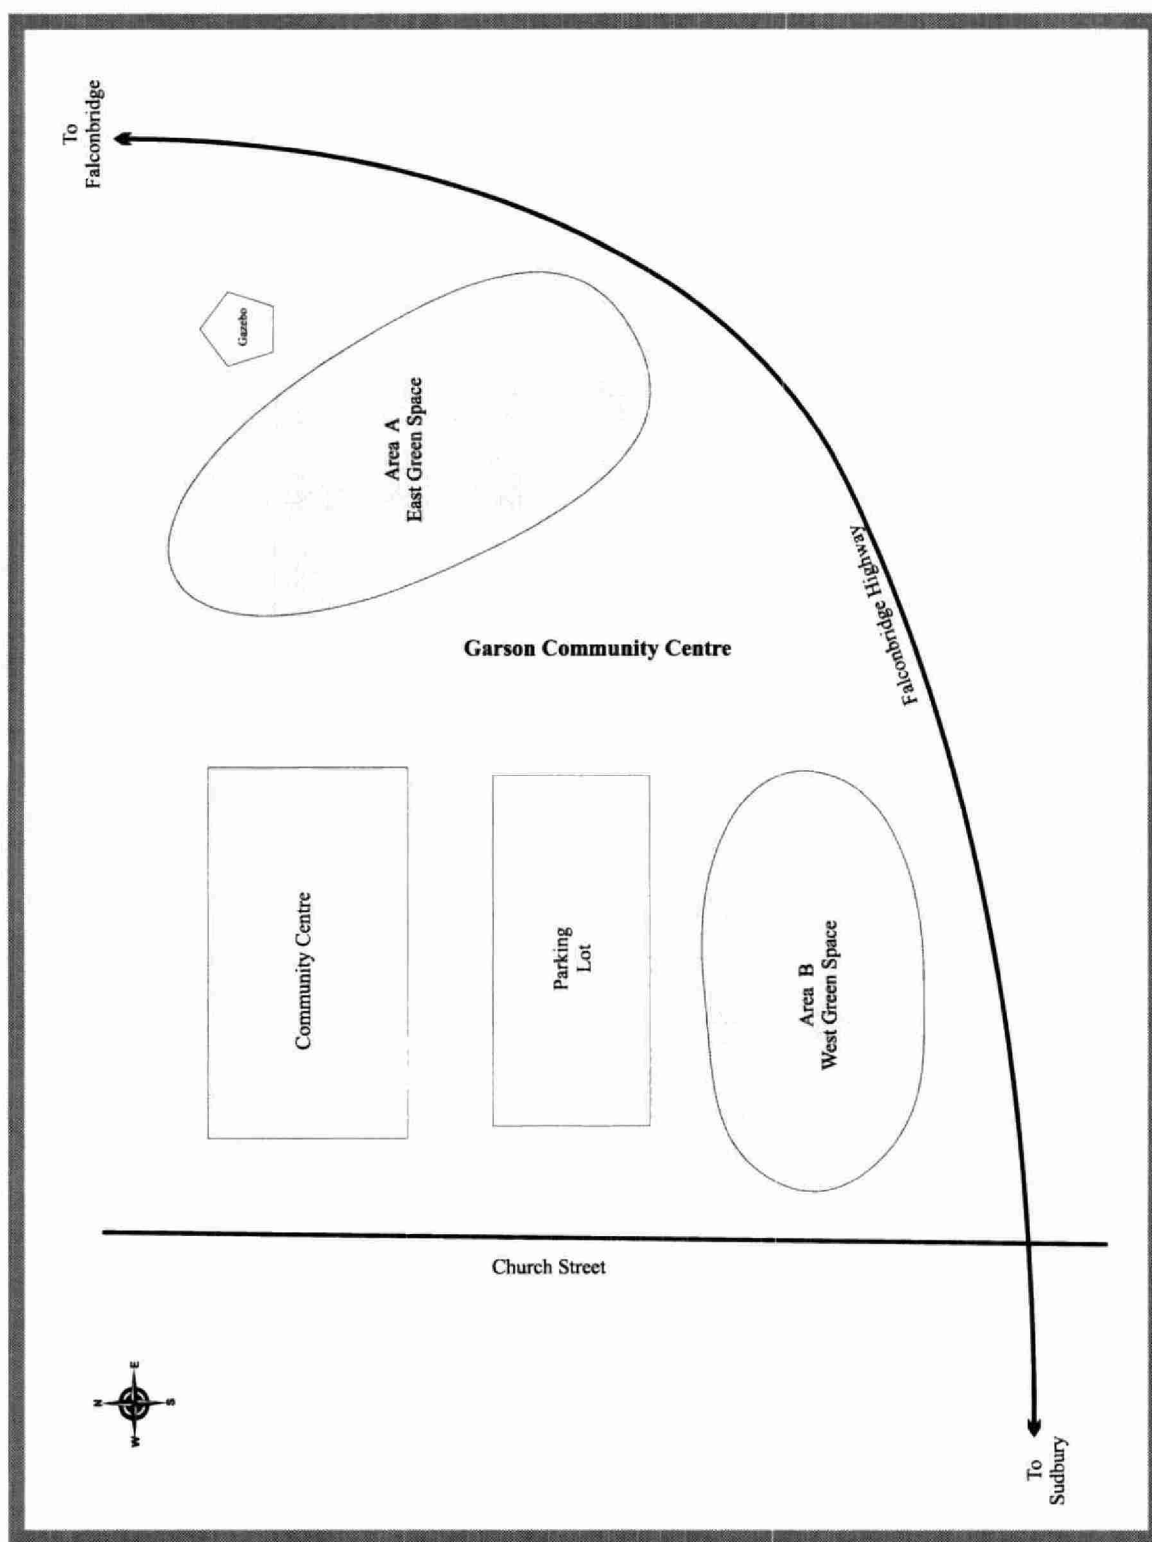 To
Falconbridge
Gazebo
Area A
East Green Space
Falconbridge Highway
Garson Community Centre
Community Centre
Parking
Lot
Area B
West Green Space
Church Street
N
E
S
W
To
Sudbury